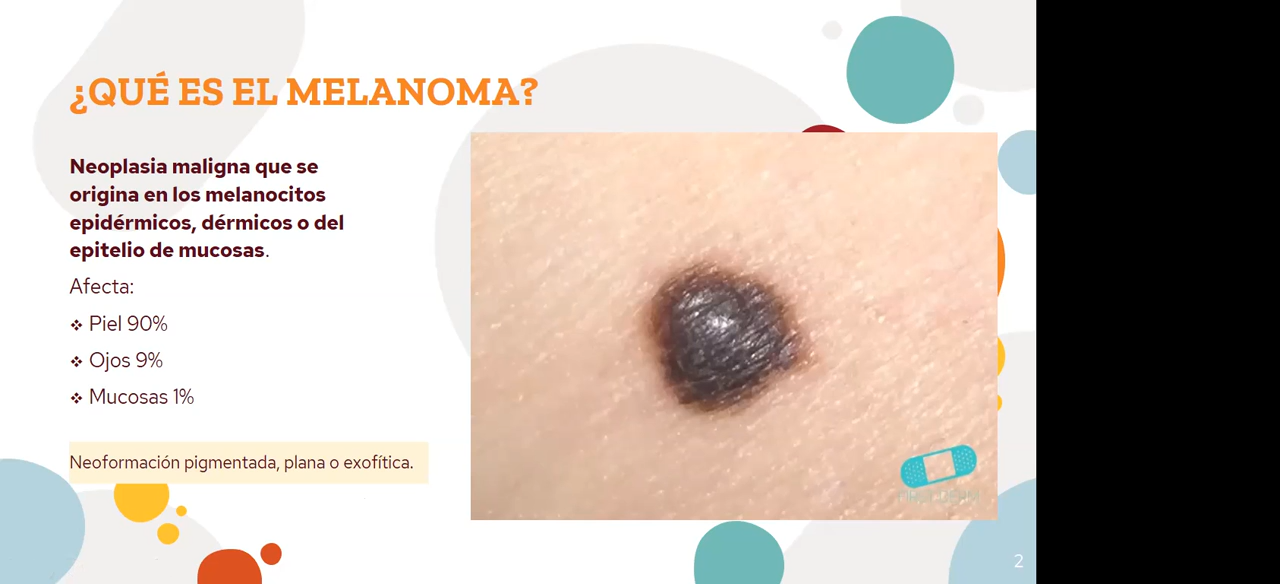 ¿QUÉ ES EL MELANOMA?
Neoplasia maligna que se
origina en los melanocitos
epidérmicos, dérmicos o del
epitelio de mucosas.
Afecta:
❖ Piel 90%
❖ Ojos 9%
❖ Mucosas 1%
Neoformación pigmentada, plana o exofítica.
2